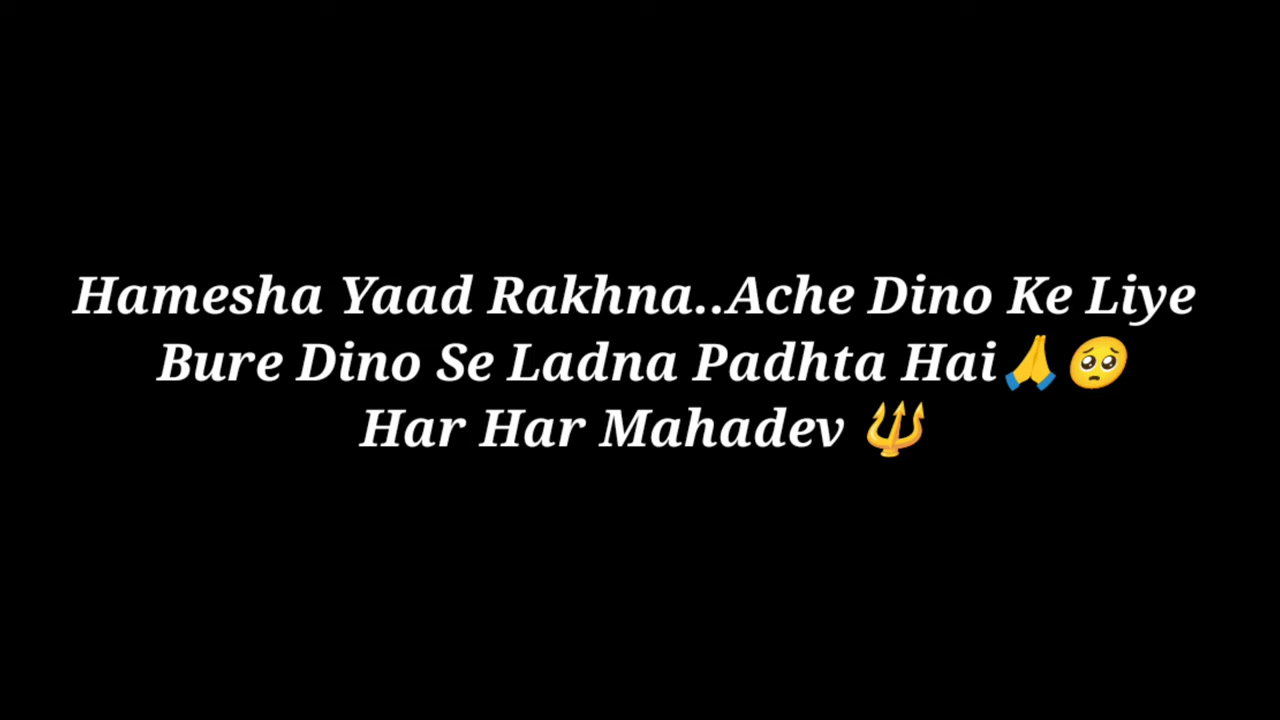 Hamesha Yaad Rakhna..Ache Dino Ke Liye
Bure Dino Se Ladna Padhta Hai🙏🥺
Har Har Mahadev 🔱